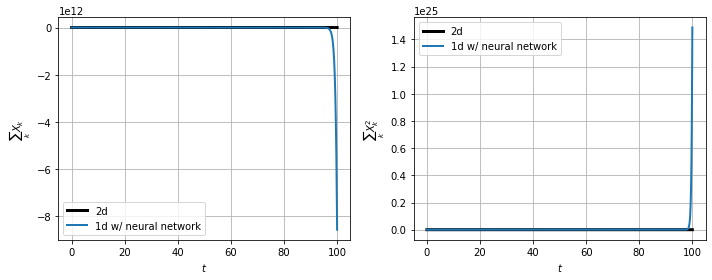 1e12
0
−2
−4
−6
−8
∑ₖ Xₖ
2d
1d w/ neural network
0 20 40 60 80 100
t
1e25
1.4
1.2
1.0
0.8
0.6
0.4
0.2
0.0
∑ₖ Xₖ²
2d
1d w/ neural network
0 20 40 60 80 100
t